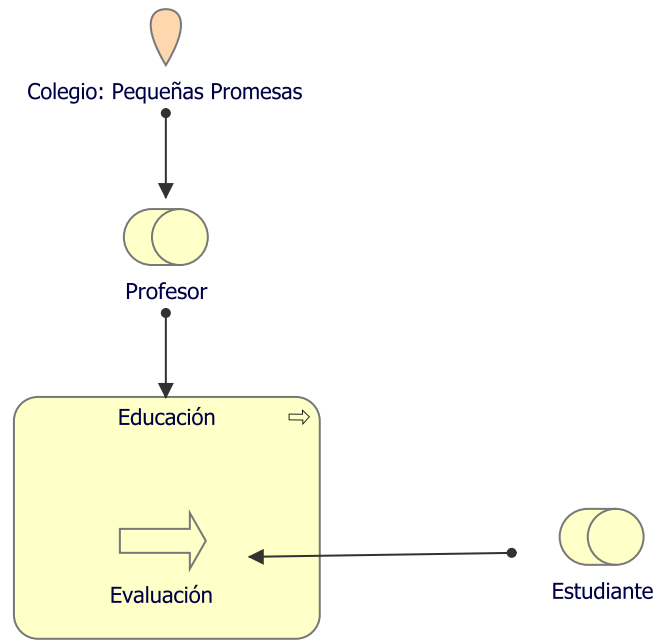 Colegio: Pequeñas Promesas
Profesor
Educación
Evaluación
Estudiante